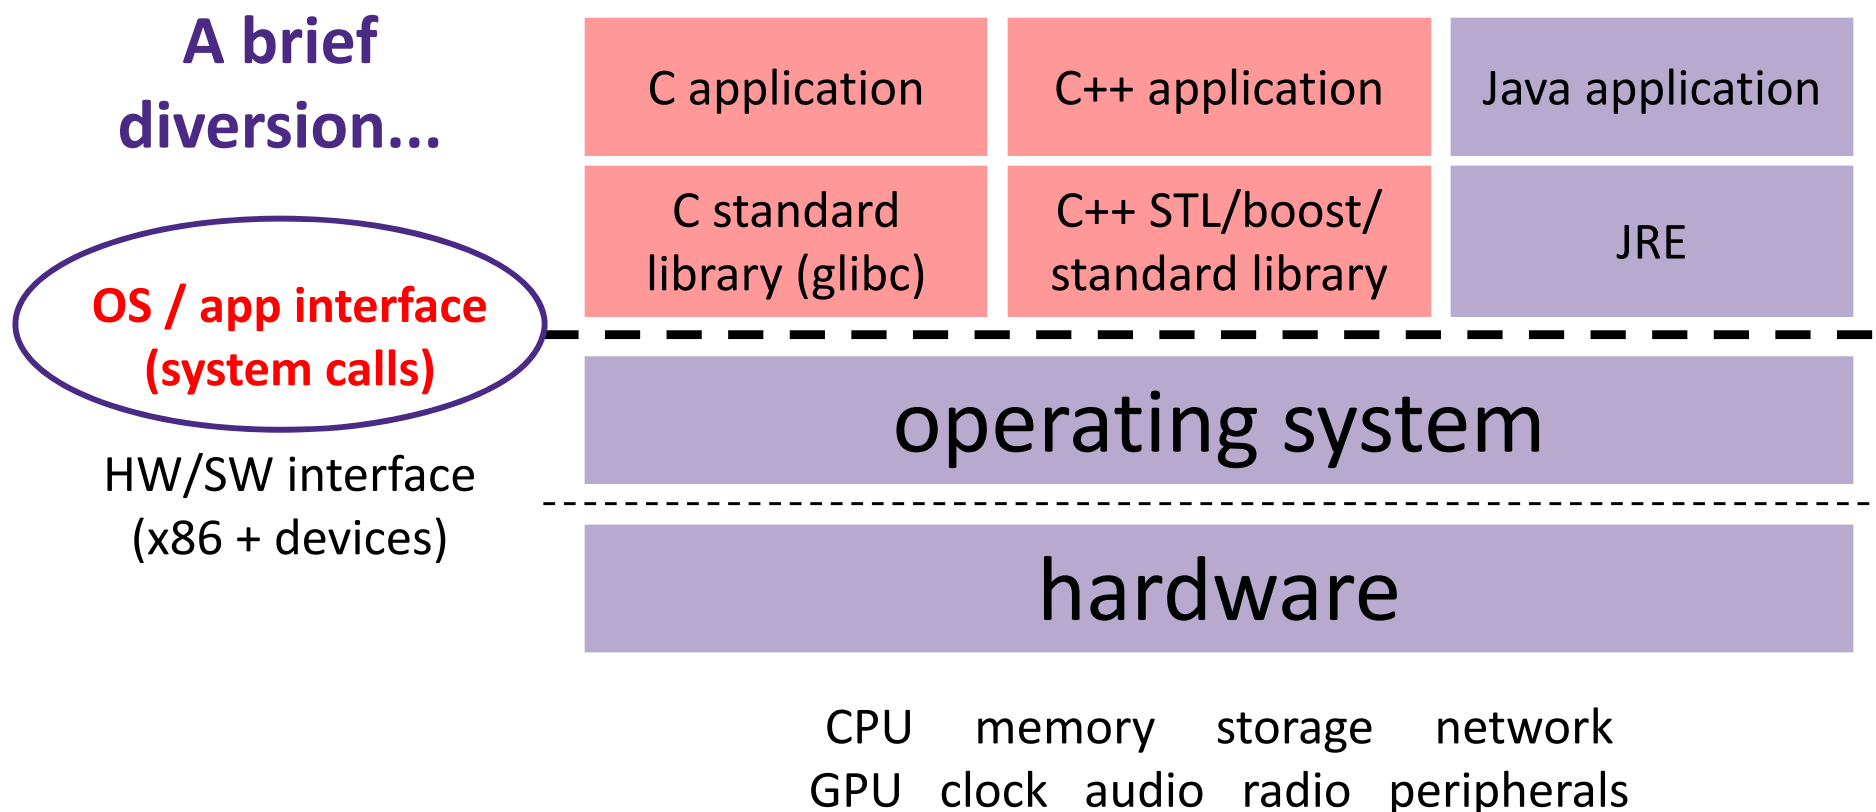 A brief
diversion...
C application
C++ application
Java application
C standard
library (glibc)
C++ STL/boost/
standard library
JRE
OS / app interface
(system calls)
operating system
HW/SW interface
(x86 + devices)
hardware
CPU memory storage network
GPU clock audio radio peripherals